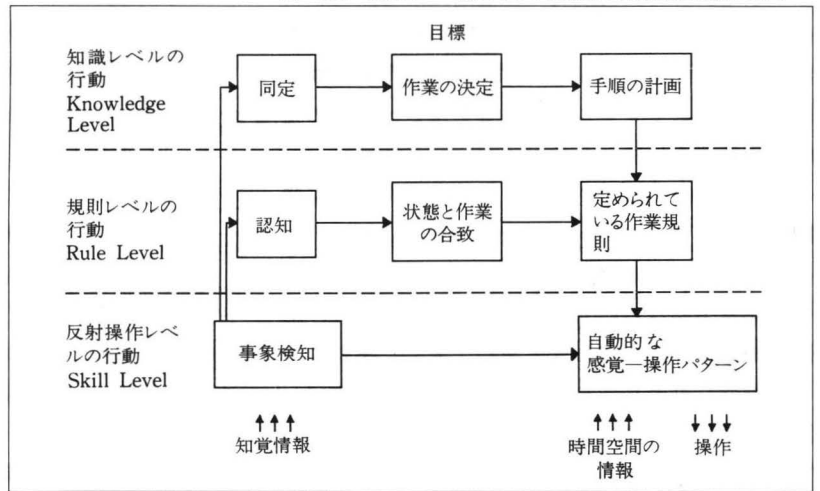 目標
知識レベルの
行動
Knowledge
Level
同定
作業の決定
手順の計画
規則レベルの
行動
Rule Level
認知
状態と作業
の合致
定められて
いる作業規
則
反射操作レベ
ルの行動
Skill Level
事象検知
自動的な
感覚―操作パターン
知覚情報
時間空間の
情報
操作